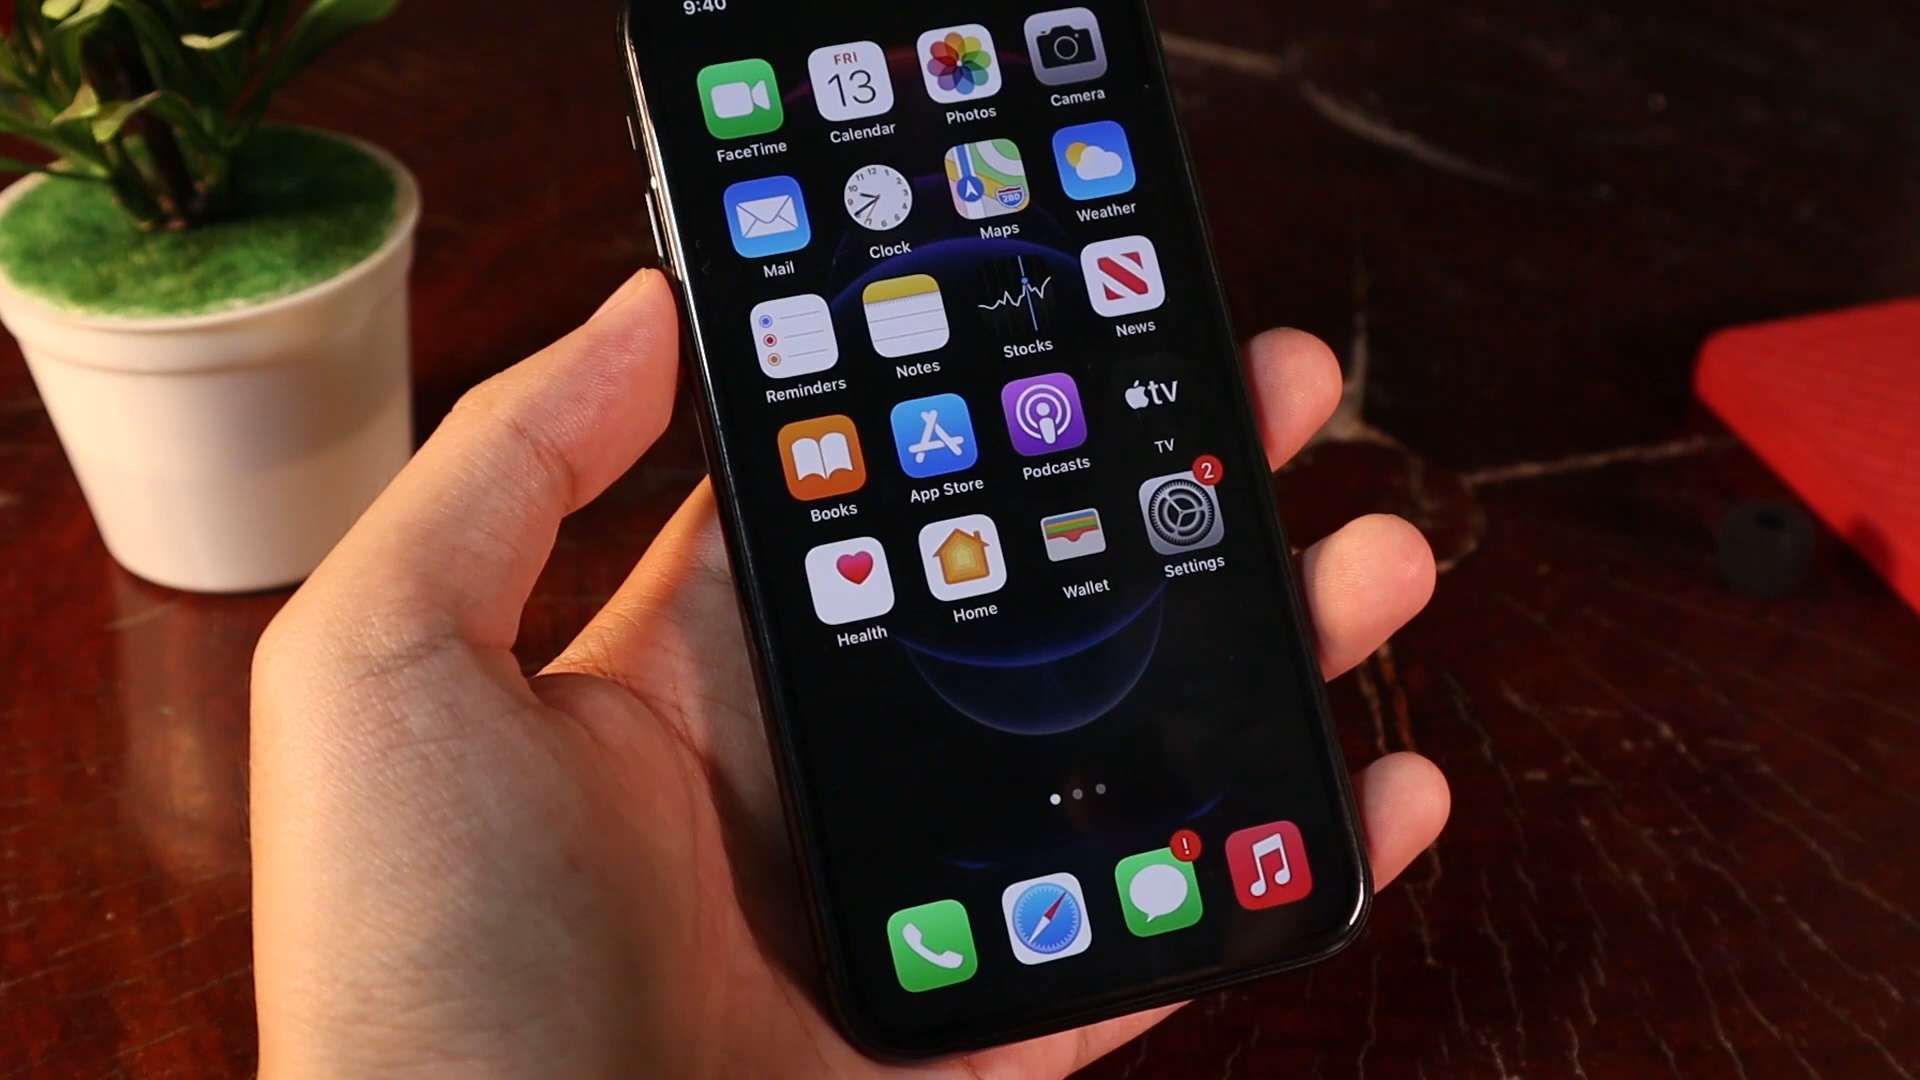 9:40
FRI
13
FaceTime
Calendar
Photos
Camera
Mail
Clock
280
Maps
Weather
Reminders
Notes
Stocks
News
tv
Books
App Store
Podcasts
TV
2
Health
Home
Wallet
Settings
!